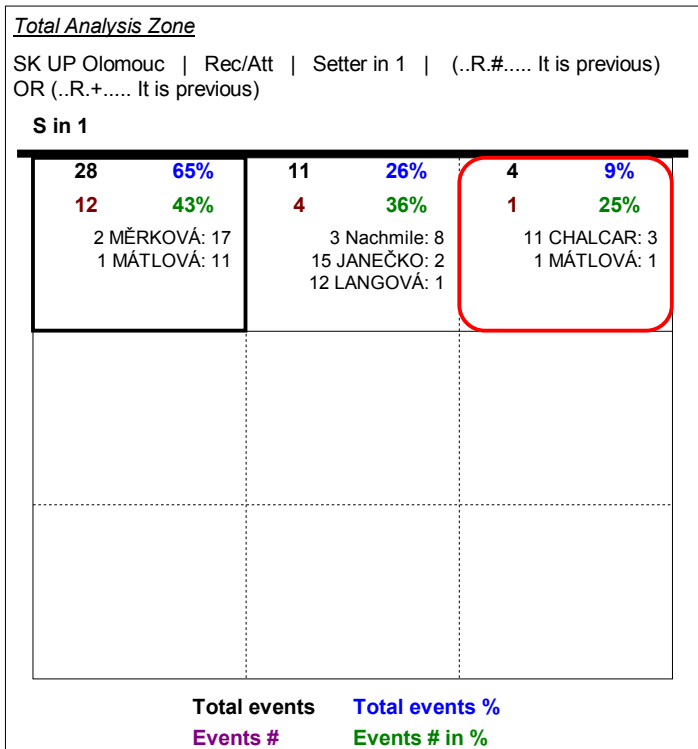 Total Analysis Zone
SK UP Olomouc | Rec/Att | Setter in 1 | (..R.#..... It is previous)
OR (..R.+..... It is previous)
S in 1
28 65% 11 26% 4 9%
12 43% 4 36% 1 25%
2 MĚRKOVÁ: 17 3 Nachmile: 8 11 CHALCAR: 3
1 MÁTLOVÁ: 11 15 JANEČKO: 2 1 MÁTLOVÁ: 1
12 LANGOVÁ: 1
Total events Total events %
Events # Events # in %